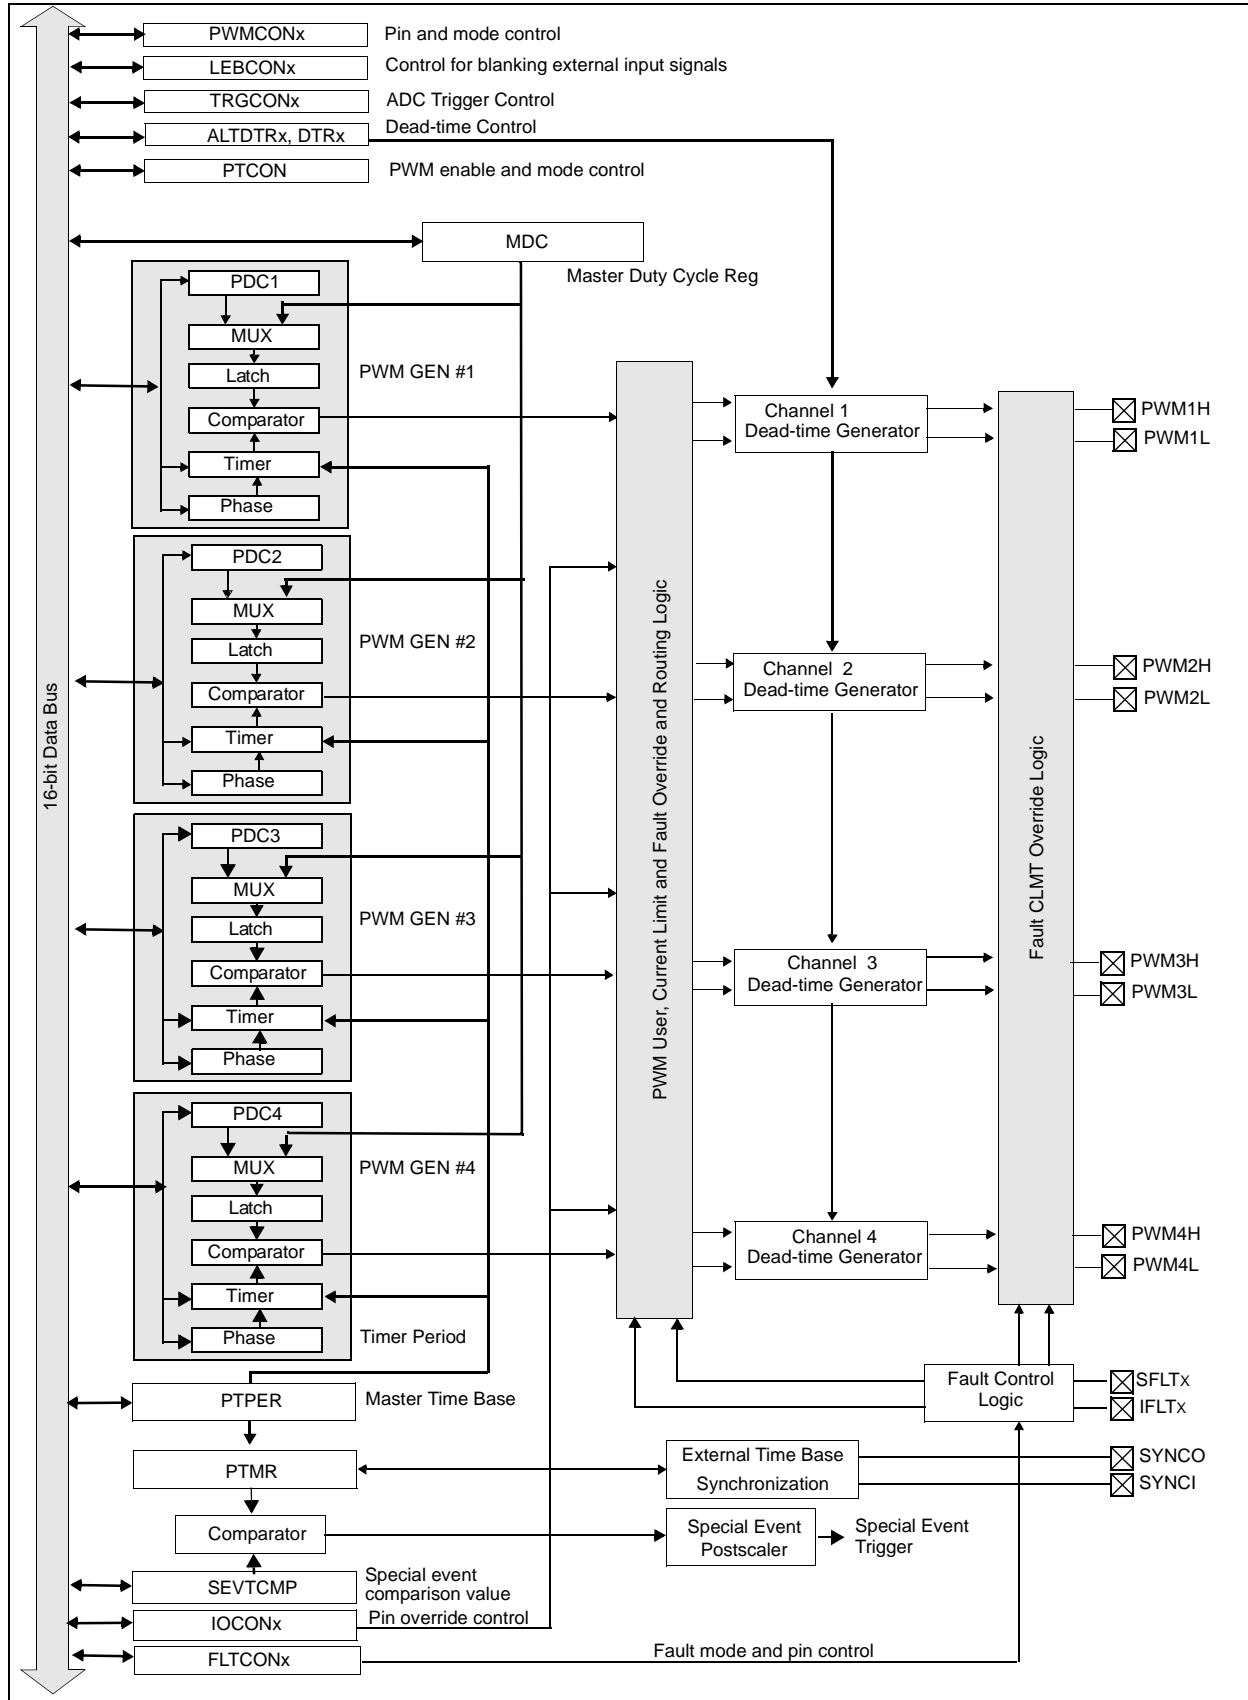 PWMCONx
Pin and mode control
LEBCONx
Control for blanking external input signals
TRGCONx
ADC Trigger Control
ALTDTRx, DTRx
Dead-time Control
PTCON
PWM enable and mode control
MDC
Master Duty Cycle Reg
16-bit Data Bus
PDC1
MUX
Latch
Comparator
Timer
Phase
PWM GEN #1
PDC2
MUX
Latch
Comparator
Timer
Phase
PWM GEN #2
PDC3
MUX
Latch
Comparator
Timer
Phase
PWM GEN #3
PDC4
MUX
Latch
Comparator
Timer
Phase
PWM GEN #4
Timer Period
PWM User, Current Limit and Fault Override and Routing Logic
Channel 1
Dead-time Generator
Channel 2
Dead-time Generator
Channel 3
Dead-time Generator
Channel 4
Dead-time Generator
Fault CLMT Override Logic
PWM1H
PWM1L
PWM2H
PWM2L
PWM3H
PWM3L
PWM4H
PWM4L
PTPER
Master Time Base
Fault Control
Logic
SFLTX
IFLTX
PTMR
External Time Base
Synchronization
SYNCO
SYNCI
Comparator
Special Event
Postscaler
Special Event
Trigger
SEVTCMP
Special event
comparison value
IOCONx
Pin override control
FLTCONx
Fault mode and pin control